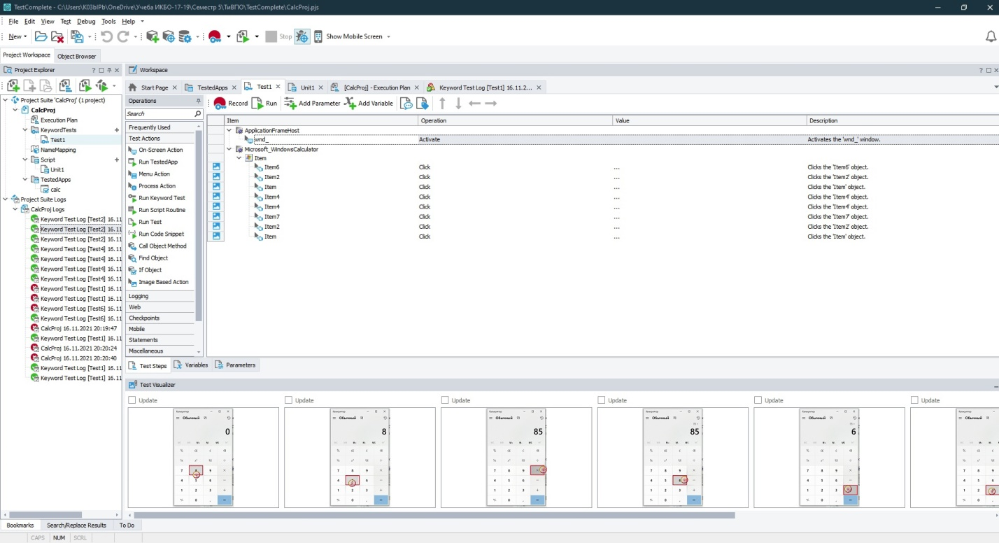 TestComplete - C:\Users\K03blPb\OneDrive\Учеба ИКБО-17-19\Семестр 5\ТиВПО\TestComplete\CalcProj.pjs
File Edit View Test Debug Tools Help
New Stop Show Mobile Screen
Project Workspace Object Browser
Project Explorer
Project Suite 'CalcProj' (1 project)
CalcProj
Execution Plan
KeywordTests
Test1
NameMapping
Script
Unit1
TestedApps
calc
Project Suite Logs
CalcProj Logs
Keyword Test Log [Test2] 16.11
Keyword Test Log [Test2] 16.11
Keyword Test Log [Test2] 16.11
Keyword Test Log [Test4] 16.11
Keyword Test Log [Test4] 16.11
Keyword Test Log [Test4] 16.11
Keyword Test Log [Test4] 16.11
Keyword Test Log [Test1] 16.11
Keyword Test Log [Test1] 16.11
Keyword Test Log [Test6] 16.11
Keyword Test Log [Test6] 16.11
CalcProj 16.11.2021 20:19:47
Keyword Test Log [Test1] 16.11
CalcProj 16.11.2021 20:20:24
CalcProj 16.11.2021 20:20:40
Keyword Test Log [Test1] 16.11
Keyword Test Log [Test1] 16.11
Workspace
Start Page TestedApps Test1 Unit1 [CalcProj] - Execution Plan Keyword Test Log [Test1] 16.11.2...
Operations
Search
Frequently Used
Test Actions
On-Screen Action
Run TestedApp
Menu Action
Process Action
Run Keyword Test
Run Script Routine
Run Test
Run Code Snippet
Call Object Method
Find Object
If Object
Image Based Action
Logging
Web
Checkpoints
Mobile
Statements
Miscellaneous
Record Run Add Parameter Add Variable
Item Operation Value Description
ApplicationFrameHost
wnd_ Activate Activates the 'wnd_' window.
Microsoft_WindowsCalculator
Item
Item6 Click ... Clicks the 'Item6' object.
Item2 Click ... Clicks the 'Item2' object.
Item Click ... Clicks the 'Item' object.
Item4 Click ... Clicks the 'Item4' object.
Item4 Click ... Clicks the 'Item4' object.
Item7 Click ... Clicks the 'Item7' object.
Item2 Click ... Clicks the 'Item2' object.
Item Click ... Clicks the 'Item' object.
Test Steps Variables Parameters
Test Visualizer
Update Update Update Update Update Update
Обычный Обычный Обычный Обычный Обычный
0 8 85 85 6
Bookmarks Search/Replace Results To Do
CAPS NUM SCRL